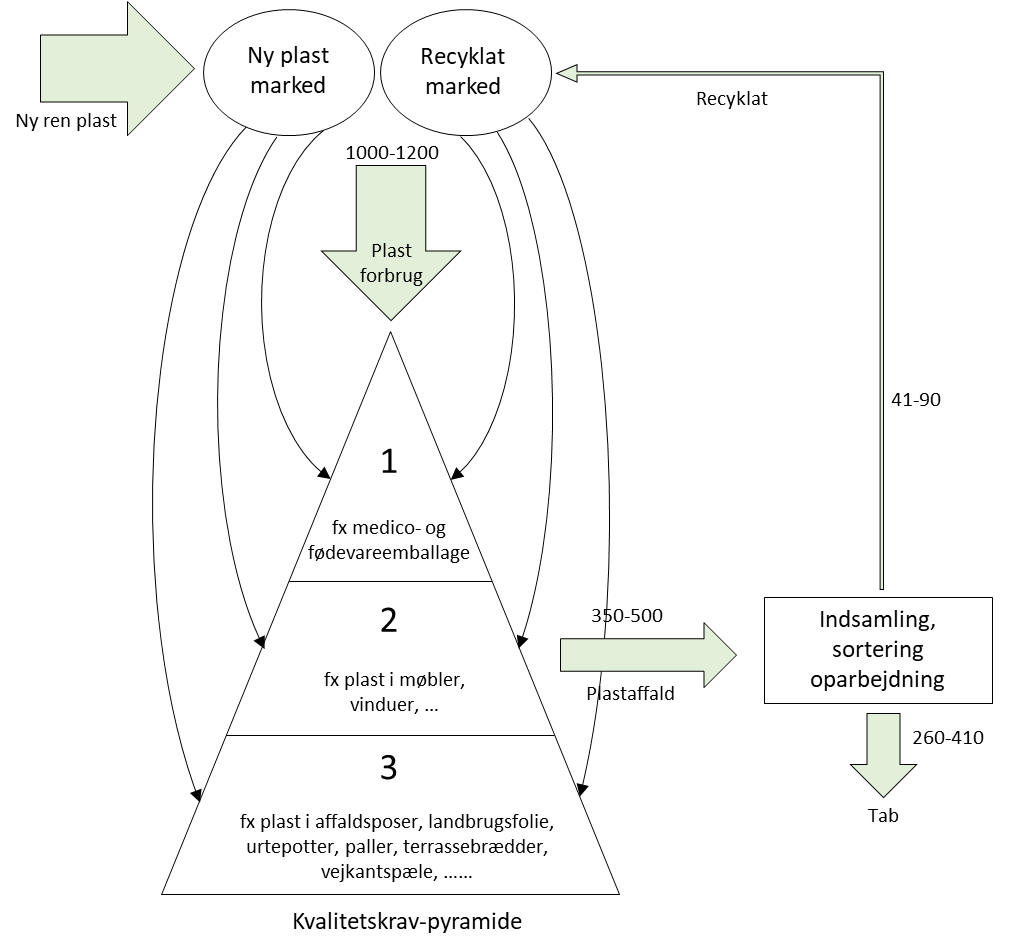 Ny plast
marked
Recyklat
marked
Ny ren plast
Recyklat
1000-1200
Plast
forbrug
41-90
1
fx medico- og
fødevareemballage
2
fx plast i møbler,
vinduer, ...
350-500
Plastaffald
Indsamling,
sortering
oparbejdning
260-410
Tab
3
fx plast i affaldsposer, landbrugsfolie,
urtepotter, paller, terrassebrædder,
vejkantspæle, ......
Kvalitetskrav-pyramide